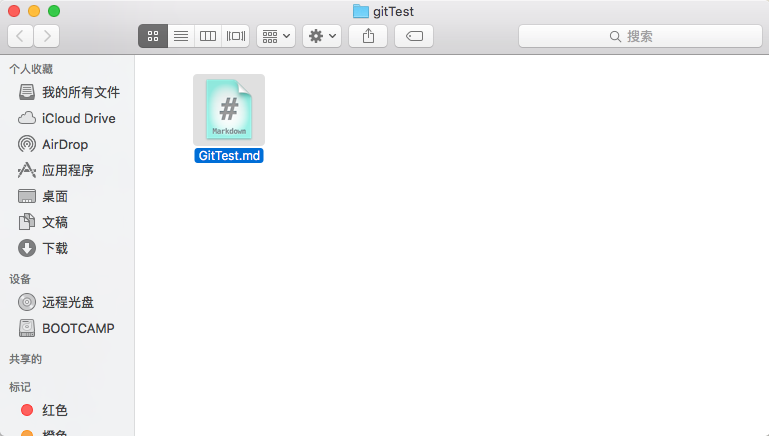 gitTest
搜索
个人收藏
我的所有文件
iCloud Drive
AirDrop
应用程序
桌面
文稿
下载
设备
远程光盘
BOOTCAMP
共享的
标记
红色
橙色
#
Markdown
GitTest.md